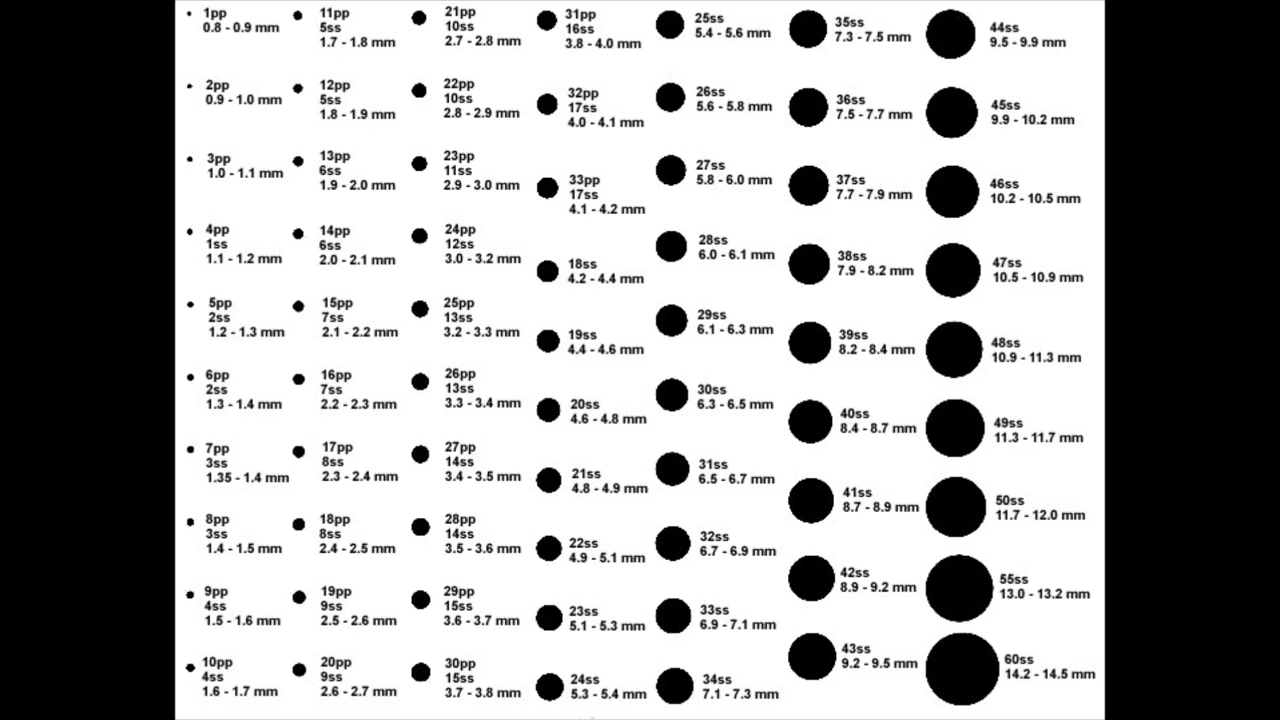 1pp
0.8 - 0.9 mm
2pp
0.9 - 1.0 mm
3pp
1.0 - 1.1 mm
4pp
1ss
1.1 - 1.2 mm
5pp
2ss
1.2 - 1.3 mm
6pp
2ss
1.3 - 1.4 mm
7pp
3ss
1.35 - 1.4 mm
8pp
3ss
1.4 - 1.5 mm
9pp
4ss
1.5 - 1.6 mm
10pp
4ss
1.6 - 1.7 mm
11pp
5ss
1.7 - 1.8 mm
12pp
5ss
1.8 - 1.9 mm
13pp
6ss
1.9 - 2.0 mm
14pp
6ss
2.0 - 2.1 mm
15pp
7ss
2.1 - 2.2 mm
16pp
7ss
2.2 - 2.3 mm
17pp
8ss
2.3 - 2.4 mm
18pp
8ss
2.4 - 2.5 mm
19pp
9ss
2.5 - 2.6 mm
20pp
9ss
2.6 - 2.7 mm
21pp
10ss
2.7 - 2.8 mm
22pp
10ss
2.8 - 2.9 mm
23pp
11ss
2.9 - 3.0 mm
24pp
12ss
3.0 - 3.2 mm
25pp
13ss
3.2 - 3.3 mm
26pp
13ss
3.3 - 3.4 mm
27pp
14ss
3.4 - 3.5 mm
28pp
14ss
3.5 - 3.6 mm
29pp
15ss
3.6 - 3.7 mm
30pp
15ss
3.7 - 3.8 mm
31pp
16ss
3.8 - 4.0 mm
32pp
17ss
4.0 - 4.1 mm
33pp
17ss
4.1 - 4.2 mm
18ss
4.2 - 4.4 mm
19ss
4.4 - 4.6 mm
20ss
4.6 - 4.8 mm
21ss
4.8 - 4.9 mm
22ss
4.9 - 5.1 mm
23ss
5.1 - 5.3 mm
24ss
5.3 - 5.4 mm
25ss
5.4 - 5.6 mm
26ss
5.6 - 5.8 mm
27ss
5.8 - 6.0 mm
28ss
6.0 - 6.1 mm
29ss
6.1 - 6.3 mm
30ss
6.3 - 6.5 mm
31ss
6.5 - 6.7 mm
32ss
6.7 - 6.9 mm
33ss
6.9 - 7.1 mm
34ss
7.1 - 7.3 mm
35ss
7.3 - 7.5 mm
36ss
7.5 - 7.7 mm
37ss
7.7 - 7.9 mm
38ss
7.9 - 8.2 mm
39ss
8.2 - 8.4 mm
40ss
8.4 - 8.7 mm
41ss
8.7 - 8.9 mm
42ss
8.9 - 9.2 mm
43ss
9.2 - 9.5 mm
44ss
9.5 - 9.9 mm
45ss
9.9 - 10.2 mm
46ss
10.2 - 10.5 mm
47ss
10.5 - 10.9 mm
48ss
10.9 - 11.3 mm
49ss
11.3 - 11.7 mm
50ss
11.7 - 12.0 mm
55ss
13.0 - 13.2 mm
60ss
14.2 - 14.5 mm